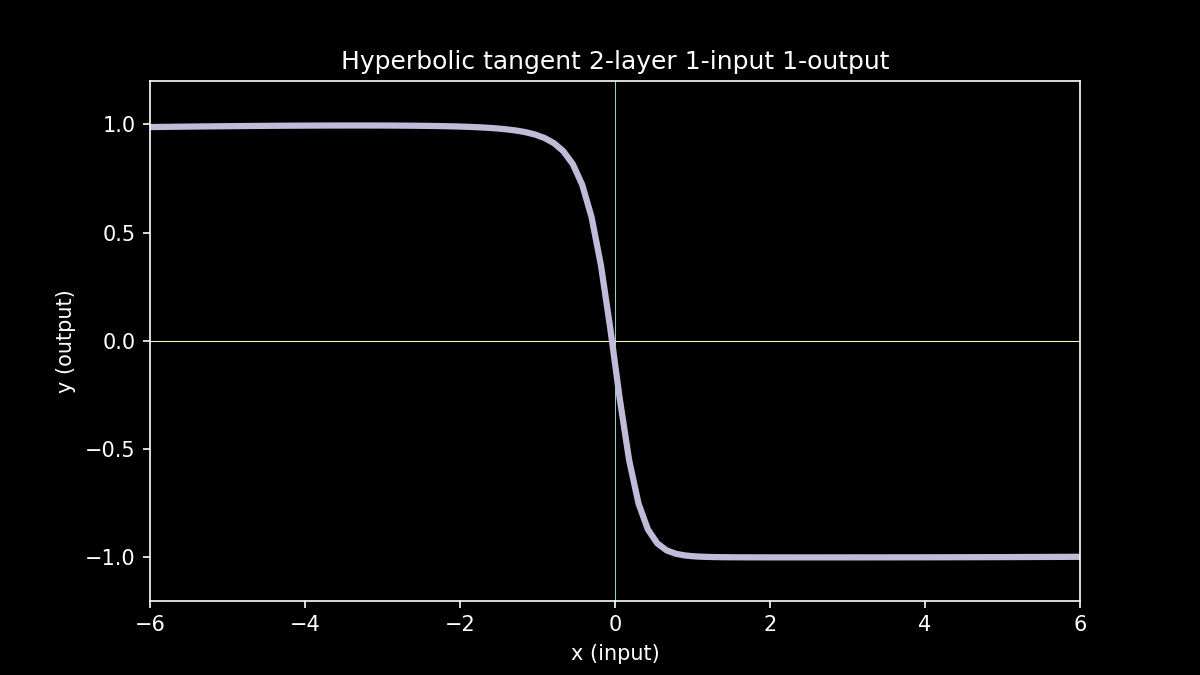 Hyperbolic tangent 2-layer 1-input 1-output
1.0
0.5
0.0
−0.5
−1.0
y (output)
−6 −4 −2 0 2 4 6
x (input)